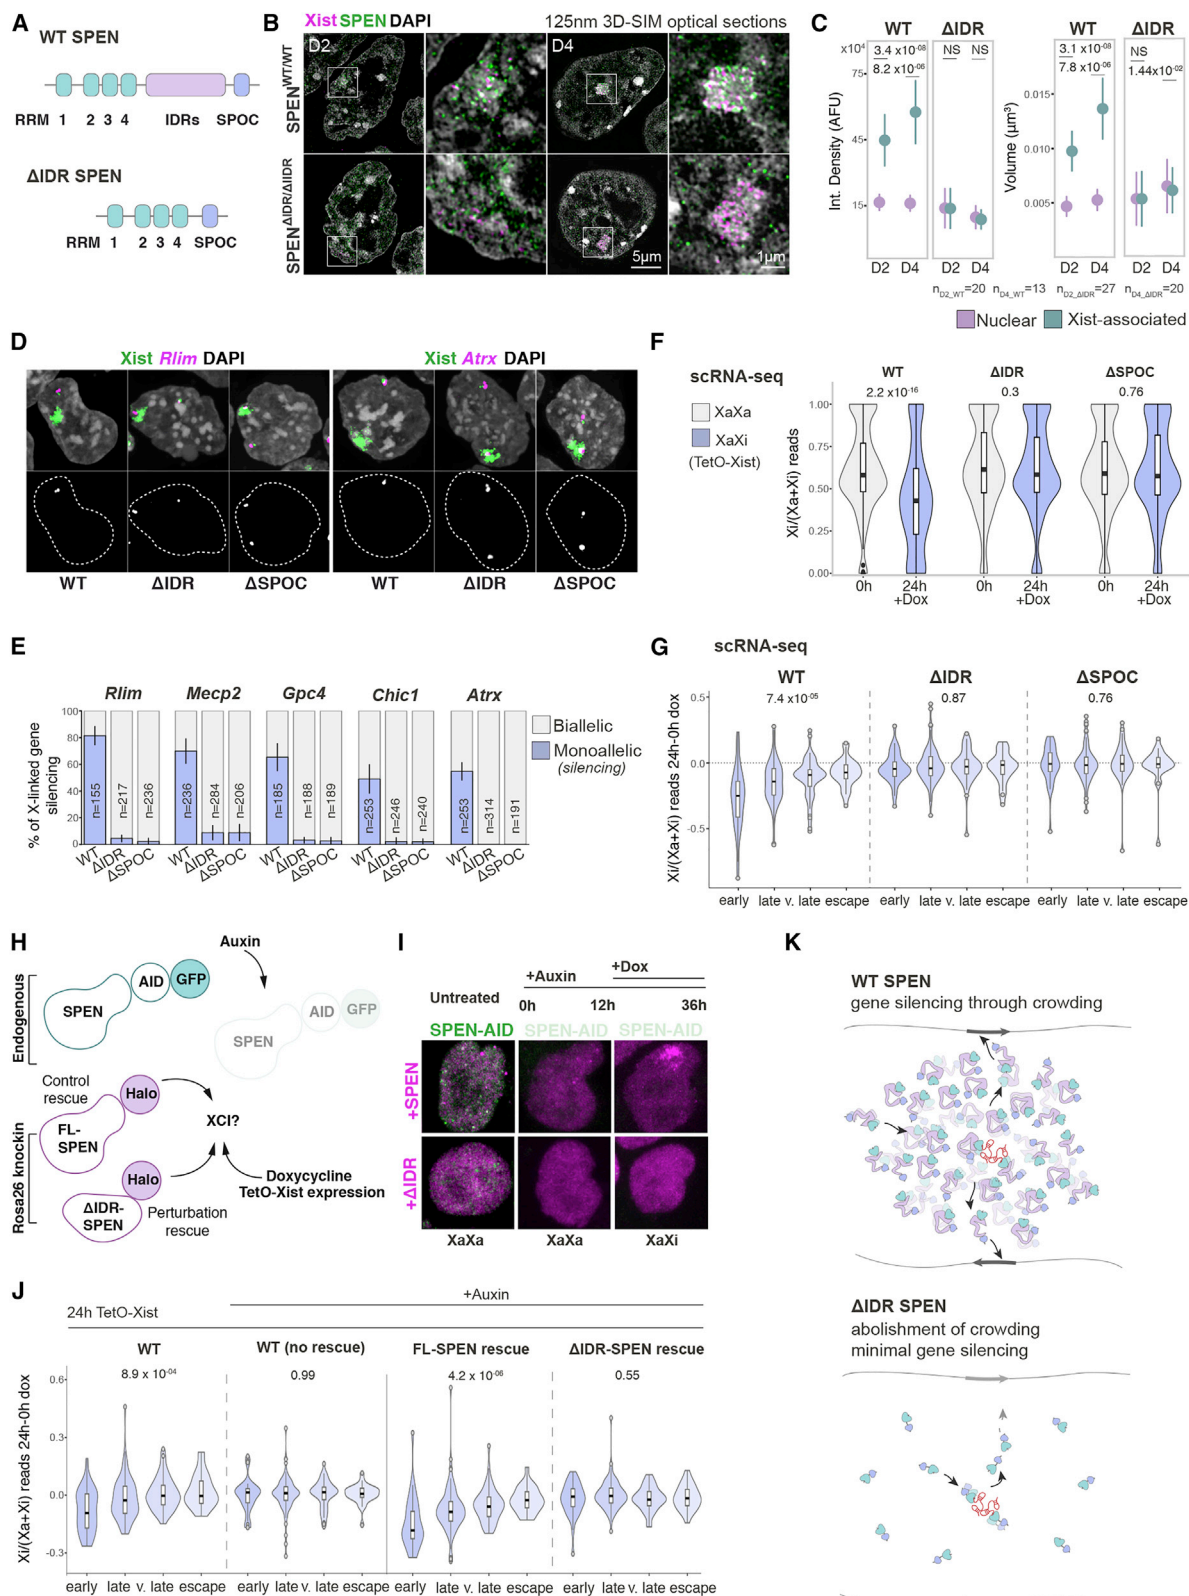 A
WT SPEN
RRM 1 2 3 4 IDRs SPOC
ΔIDR SPEN
RRM 1 2 3 4 SPOC
B
Xist SPEN DAPI
125nm 3D-SIM optical sections
D2
D4
SPEN^WT/WT
SPEN^ΔIDR/ΔIIDR
5µm
1µm
C
WT ΔIDR
x10⁴
3.4 x10^-08
8.2 x10^-06
NS NS
75
45
15
Int. Density (AFU)
D2 D4 D2 D4
WT ΔIDR
3.1 x10^-08
7.8 x10^-06
NS
1.44x10^-02
0.015
0.010
0.005
Volume (µm³)
D2 D4 D2 D4
n_D2_WT=20 n_D4_WT=13 n_D2_ΔIDR=27 n_D4_ΔIDR=20
Nuclear Xist-associated
D
Xist Rlim DAPI
Xist Atrx DAPI
WT ΔIDR ΔSPOC WT ΔIDR ΔSPOC
F
scRNA-seq
XaXa
XaXi
(TetO-Xist)
WT ΔIDR ΔSPOC
2.2 x10^-16 0.3 0.76
1.00
0.75
0.50
0.25
0.00
Xi/(Xa+Xi) reads
0h 24h +Dox 0h 24h +Dox 0h 24h +Dox
E
Rlim Mecp2 Gpc4 Chic1 Atrx
100
80
60
40
20
0
% of X-linked gene silencing
n=155 n=217 n=236
n=236 n=284 n=206
n=185 n=188 n=189
n=253 n=246 n=240
n=253 n=314 n=191
WT ΔIDR ΔSPOC WT ΔIDR ΔSPOC WT ΔIDR ΔSPOC WT ΔIDR ΔSPOC WT ΔIDR ΔSPOC
Biallelic
Monoallelic
(silencing)
G
scRNA-seq
WT ΔIDR ΔSPOC
7.4 x10^-05 0.87 0.76
0.5
0.0
-0.5
Xi/(Xa+Xi) reads 24h-0h dox
early late v. late escape early late v. late escape early late v. late escape
H
Auxin
Endogenous
SPEN AID GFP
SPEN AID GFP
Rosa26 knockin
Control rescue
Halo
FL-SPEN
XCI?
Halo
ΔIDR-SPEN
Perturbation rescue
Doxycycline
TetO-Xist expression
I
+Auxin +Dox
Untreated 0h 12h 36h
SPEN-AID SPEN-AID SPEN-AID
+SPEN
+ΔIDR
XaXa XaXa XaXi
J
24h TetO-Xist
+Auxin
WT WT (no rescue) FL-SPEN rescue ΔIDR-SPEN rescue
8.9 x 10^-04 0.99 4.2 x 10^-06 0.55
0.6
0.3
0.0
-0.3
Xi/(Xa+Xi) reads 24h-0h dox
early late v. late escape early late v. late escape early late v. late escape early late v. late escape
K
WT SPEN
gene silencing through crowding
ΔIDR SPEN
abolishment of crowding
minimal gene silencing